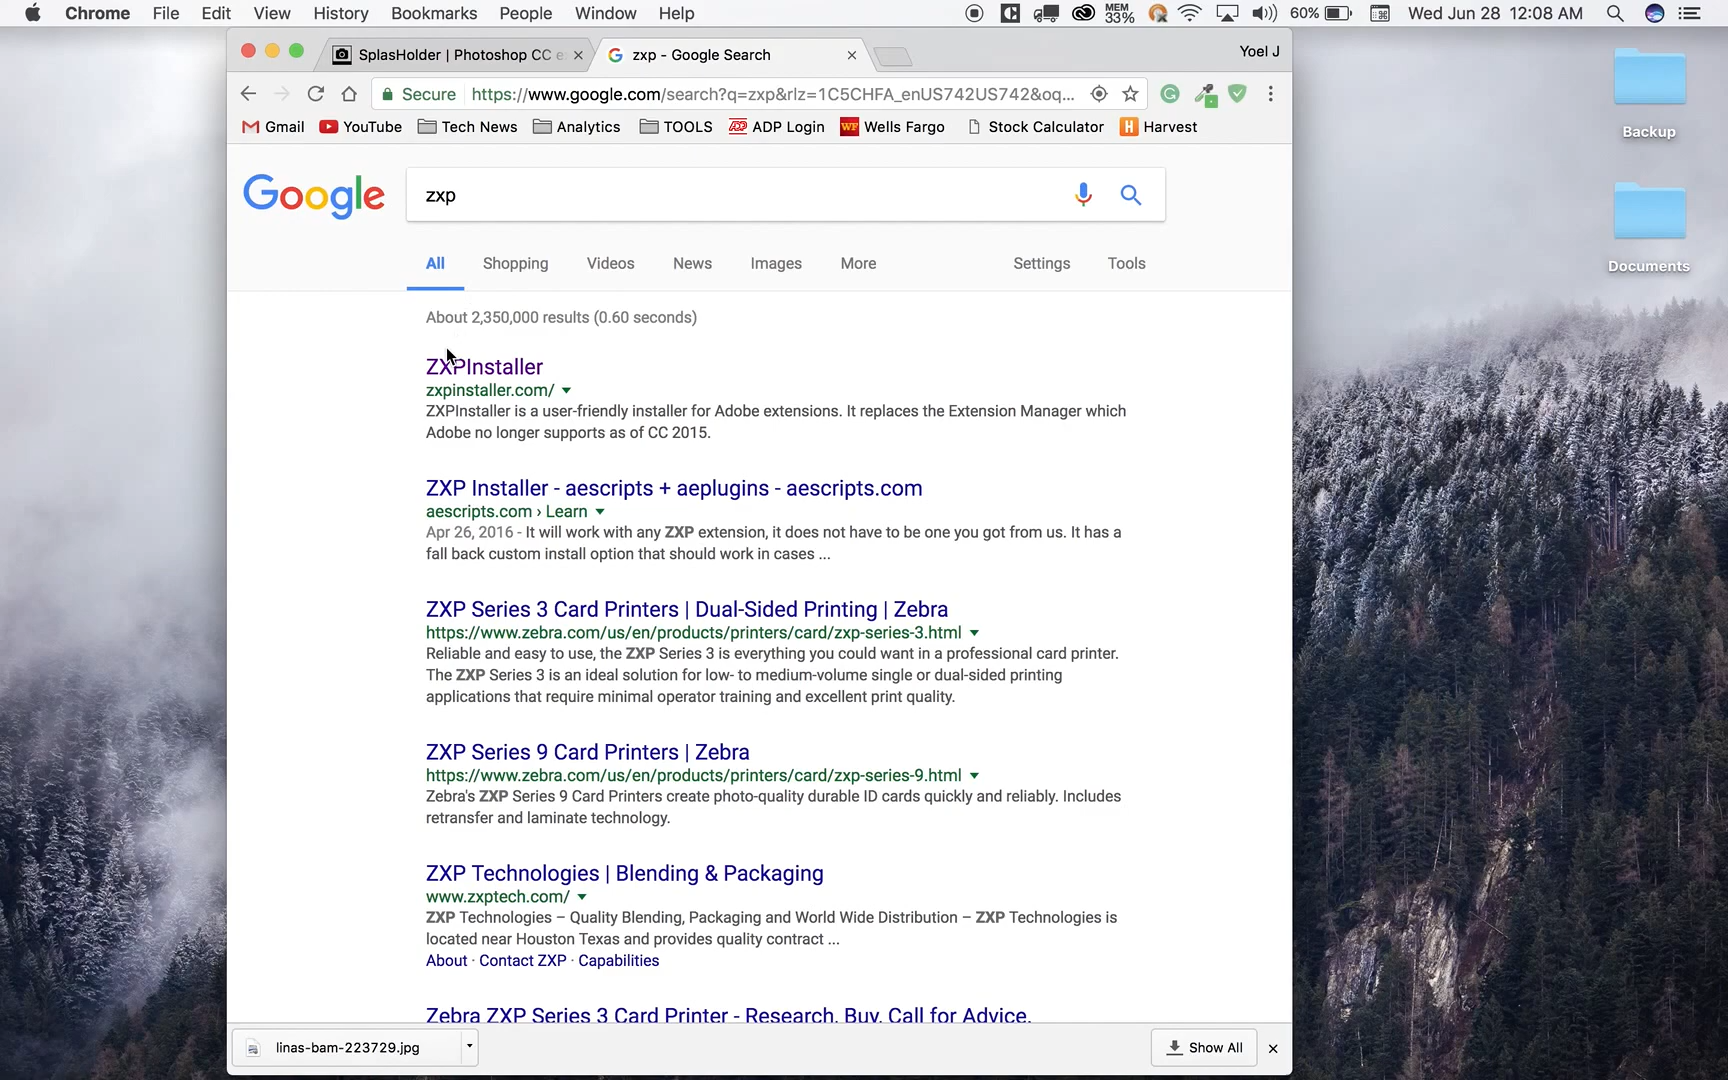 Chrome File Edit View History Bookmarks People Window Help MEM 33% 60% Wed Jun 28 12:08 AM
SplasHolder | Photoshop CC e zxp - Google Search Yoel J
Secure https://www.google.com/search?q=zxp&rlz=1C5CHFA_enUS742US742&oq...
Gmail YouTube Tech News Analytics TOOLS ADP Login Wells Fargo Stock Calculator Harvest
Backup
Documents
Google zxp
All Shopping Videos News Images More Settings Tools
About 2,350,000 results (0.60 seconds)
ZXPInstaller
zxpinstaller.com/
ZXPInstaller is a user-friendly installer for Adobe extensions. It replaces the Extension Manager which
Adobe no longer supports as of CC 2015.
ZXP Installer - aescripts + aeplugins - aescripts.com
aescripts.com › Learn
Apr 26, 2016 - It will work with any ZXP extension, it does not have to be one you got from us. It has a
fall back custom install option that should work in cases ...
ZXP Series 3 Card Printers | Dual-Sided Printing | Zebra
https://www.zebra.com/us/en/products/printers/card/zxp-series-3.html
Reliable and easy to use, the ZXP Series 3 is everything you could want in a professional card printer.
The ZXP Series 3 is an ideal solution for low- to medium-volume single or dual-sided printing
applications that require minimal operator training and excellent print quality.
ZXP Series 9 Card Printers | Zebra
https://www.zebra.com/us/en/products/printers/card/zxp-series-9.html
Zebra's ZXP Series 9 Card Printers create photo-quality durable ID cards quickly and reliably. Includes
retransfer and laminate technology.
ZXP Technologies | Blending & Packaging
www.zxptech.com/
ZXP Technologies – Quality Blending, Packaging and World Wide Distribution – ZXP Technologies is
located near Houston Texas and provides quality contract ...
About · Contact ZXP · Capabilities
Zebra ZXP Series 3 Card Printer - Research, Buy, Call for Advice.
linas-bam-223729.jpg Show All